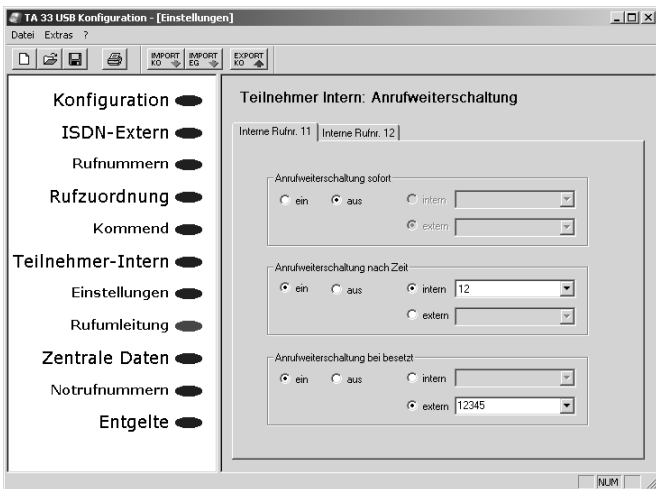 TA 33 USB Konfiguration - [Einstellungen]
Datei Extras ?
IMPORT KO IMPORT EG EXPORT KO
Konfiguration
ISDN-Extern
Rufnummern
Rufzuordnung
Kommend
Teilnehmer-Intern
Einstellungen
Rufumleitung
Zentrale Daten
Notrufnummern
Entgelte
Teilnehmer Intern: Anrufweiterschaltung
Interne Rufnr. 11 Interne Rufnr. 12
Anrufweiterschaltung sofort
ein aus intern
extern
Anrufweiterschaltung nach Zeit
ein aus intern 12
extern
Anrufweiterschaltung bei besetzt
ein aus intern
extern 12345
NUM